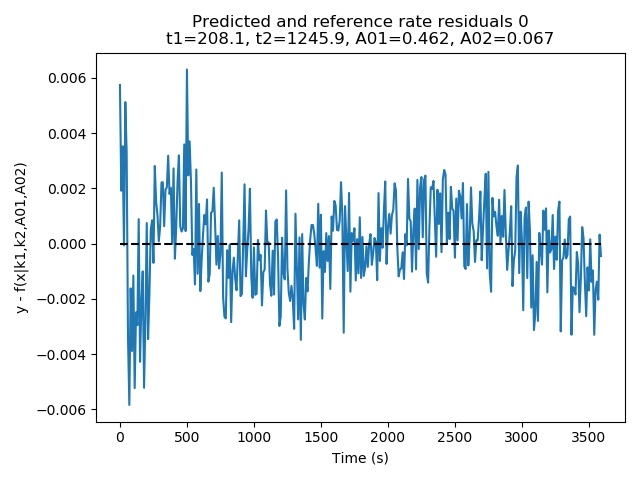 Predicted and reference rate residuals 0
t1=208.1, t2=1245.9, A01=0.462, A02=0.067
y - f(x|k1,k2,A01,A02)
0.006
0.004
0.002
0.000
−0.002
−0.004
−0.006
0 500 1000 1500 2000 2500 3000 3500
Time (s)